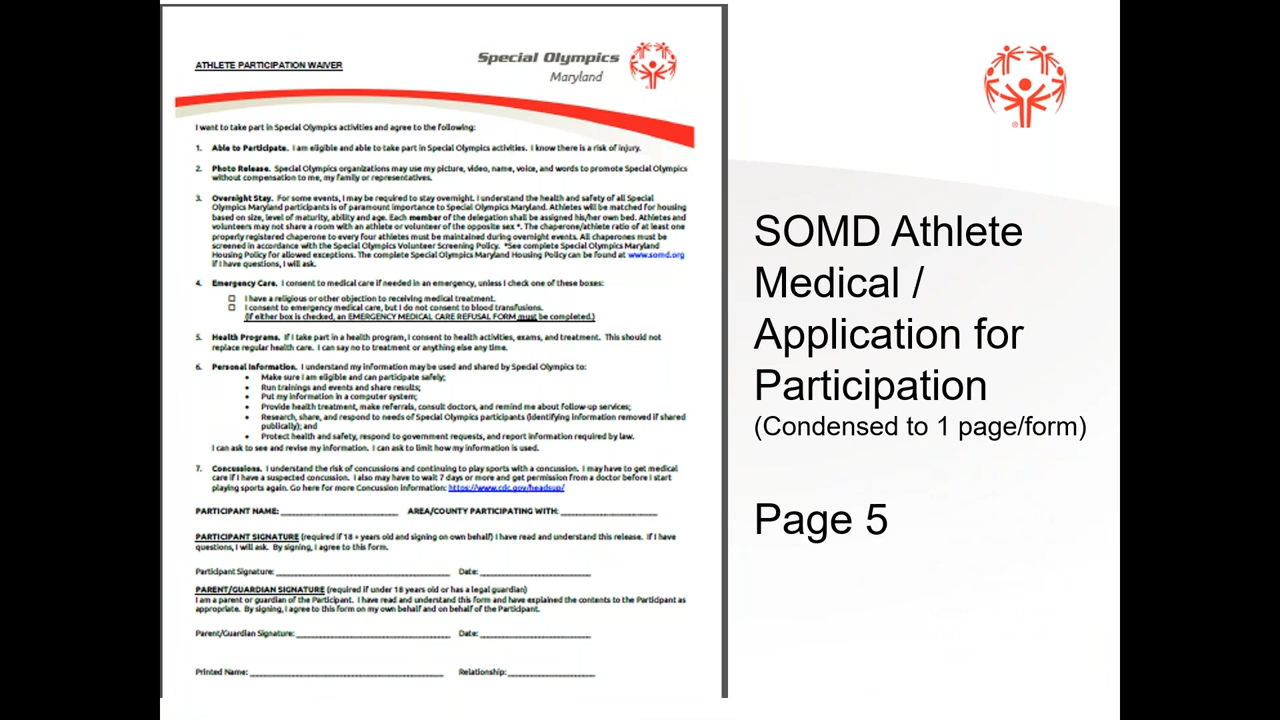 ATHLETE PARTICIPATION WAIVER
Special Olympics
Maryland
I want to take part in Special Olympics activities and agree to the following:
1. Able to Participate. I am eligible and able to take part in Special Olympics activities. I know there is a risk of injury.
2. Photo Release. Special Olympics organizations may use my picture, video, name, voice, and words to promote Special Olympics
without compensation to me, my family or representatives.
3. Overnight Stay. For some events, I may be required to stay overnight. I understand the health and safety of all Special
Olympics Maryland participants is of paramount importance to Special Olympics Maryland. Athletes will be matched for housing
based on size, level of maturity, ability and age. Each member of the delegation shall be assigned his/her own bed. Athletes and
volunteers may not share a room with an athlete or volunteer of the opposite sex *. The chaperone/athlete ratio of at least one
properly registered chaperone to every four athletes must be maintained during overnight events. All chaperones must be
screened in accordance with the Special Olympics Volunteer Screening Policy. *See complete Special Olympics Maryland
Housing Policy for allowed exceptions. The complete Special Olympics Maryland Housing Policy can be found at www.somd.org
If I have questions, I will ask.
4. Emergency Care. I consent to medical care if needed in an emergency, unless I check one of these boxes:
☐ I have a religious or other objection to receiving medical treatment.
☐ I consent to emergency medical care, but I do not consent to blood transfusions.
(If either box is checked, an EMERGENCY MEDICAL CARE REFUSAL FORM must be completed.)
5. Health Programs. If I take part in a health program, I consent to health activities, exams, and treatment. This should not
replace regular health care. I can say no to treatment or anything else any time.
6. Personal Information. I understand my information may be used and shared by Special Olympics to:
• Make sure I am eligible and can participate safely;
• Run trainings and events and share results;
• Put my information in a computer system;
• Provide health treatment, make referrals, consult doctors, and remind me about follow-up services;
• Research, share, and respond to needs of Special Olympics participants (identifying information removed if shared
publically); and
• Protect health and safety, respond to government requests, and report information required by law.
I can ask to see and revise my information. I can ask to limit how my information is used.
7. Concussions. I understand the risk of concussions and continuing to play sports with a concussion. I may have to get medical
care if I have a suspected concussion. I also may have to wait 7 days or more and get permission from a doctor before I start
playing sports again. Go here for more Concussion information: https://www.cdc.gov/headsup/
PARTICIPANT NAME: ____________________ AREA/COUNTY PARTICIPATING WITH: ____________________
PARTICIPANT SIGNATURE (required if 18 + years old and signing on own behalf) I have read and understand this release. If I have
questions, I will ask. By signing, I agree to this form.
Participant Signature: ____________________ Date: ____________________
PARENT/GUARDIAN SIGNATURE (required if under 18 years old or has a legal guardian)
I am a parent or guardian of the Participant. I have read and understand this form and have explained the contents to the Participant as
appropriate. By signing, I agree to this form on my own behalf and on behalf of the Participant.
Parent/Guardian Signature: ____________________ Date: ____________________
Printed Name: ____________________ Relationship: ____________________
SOMD Athlete
Medical /
Application for
Participation
(Condensed to 1 page/form)
Page 5